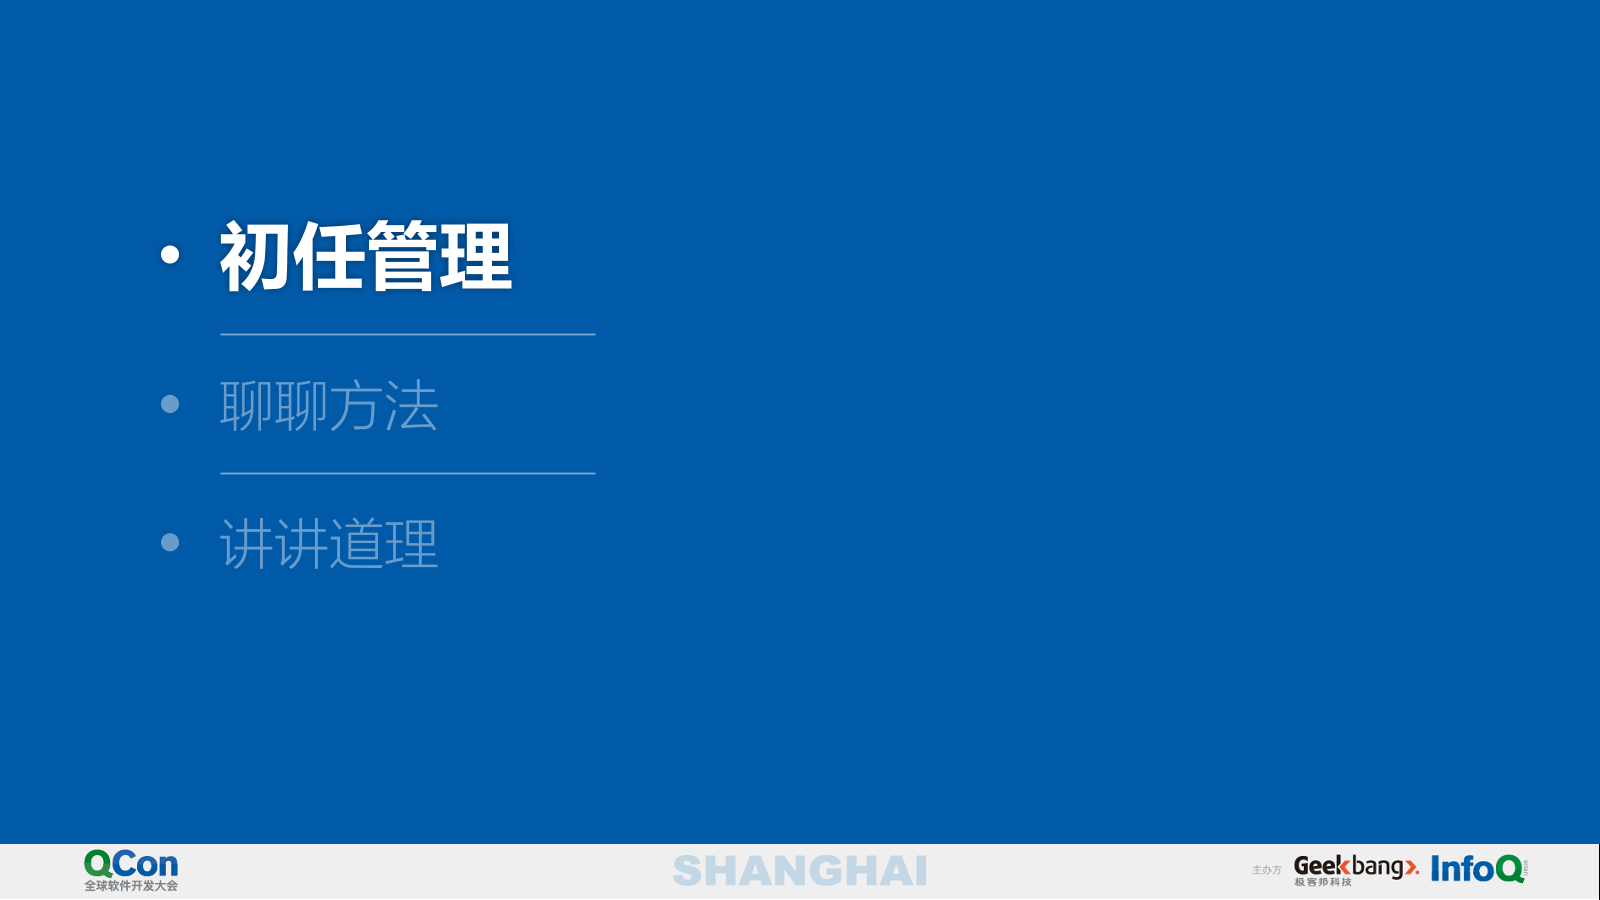 初任管理
聊聊方法
讲讲道理
QCon
全球软件开发大会
SHANGHAI
主办方
Geekbang
极客邦科技
InfoQ